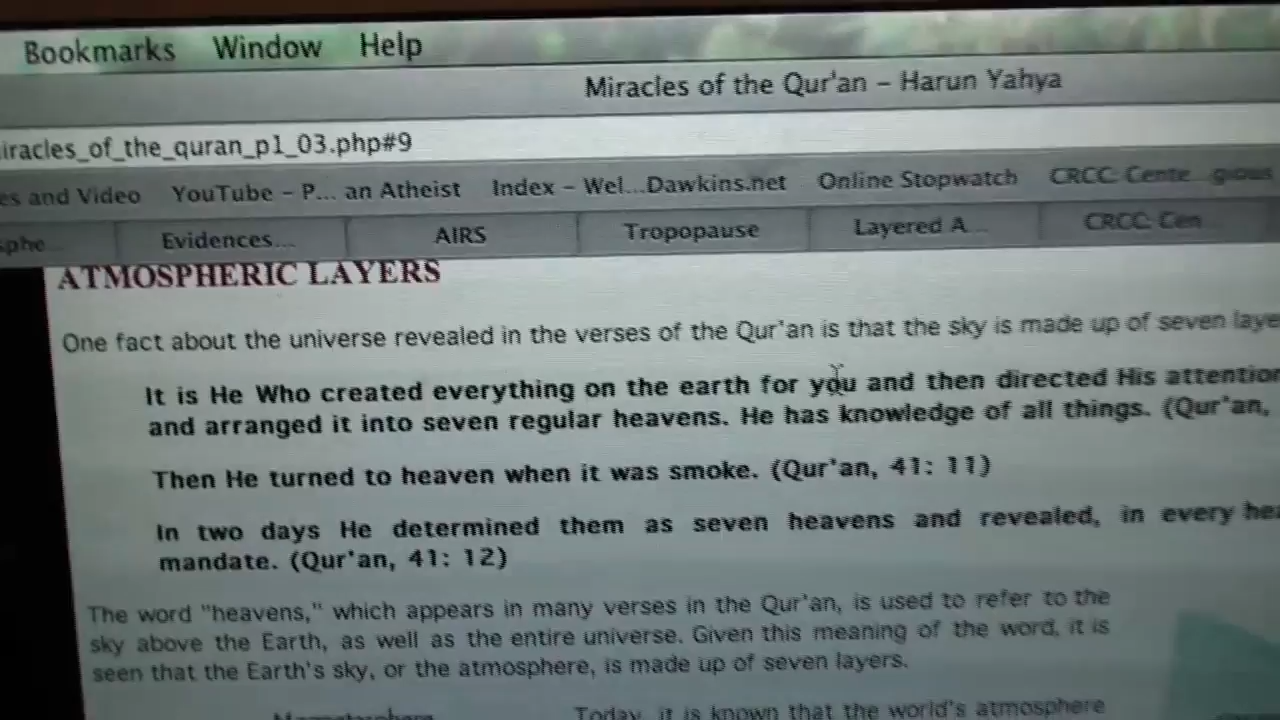 Bookmarks Window Help
Miracles of the Qur'an – Harun Yahya
iracles_of_the_quran_p1_03.php#9
es and Video YouTube – P... an Atheist Index – Wel...Dawkins.net Online Stopwatch CRCC: Cente...gious
sphe... Evidences... AIRS Tropopause Layered A... CRCC: Cen...
ATMOSPHERIC LAYERS
One fact about the universe revealed in the verses of the Qur'an is that the sky is made up of seven laye
It is He Who created everything on the earth for you and then directed His attention
and arranged it into seven regular heavens. He has knowledge of all things. (Qur'an,
Then He turned to heaven when it was smoke. (Qur'an, 41: 11)
In two days He determined them as seven heavens and revealed, in every hea
mandate. (Qur'an, 41: 12)
The word "heavens," which appears in many verses in the Qur'an, is used to refer to the
sky above the Earth, as well as the entire universe. Given this meaning of the word, it is
seen that the Earth's sky, or the atmosphere, is made up of seven layers.
Magnetosphere Today, it is known that the world's atmosphere